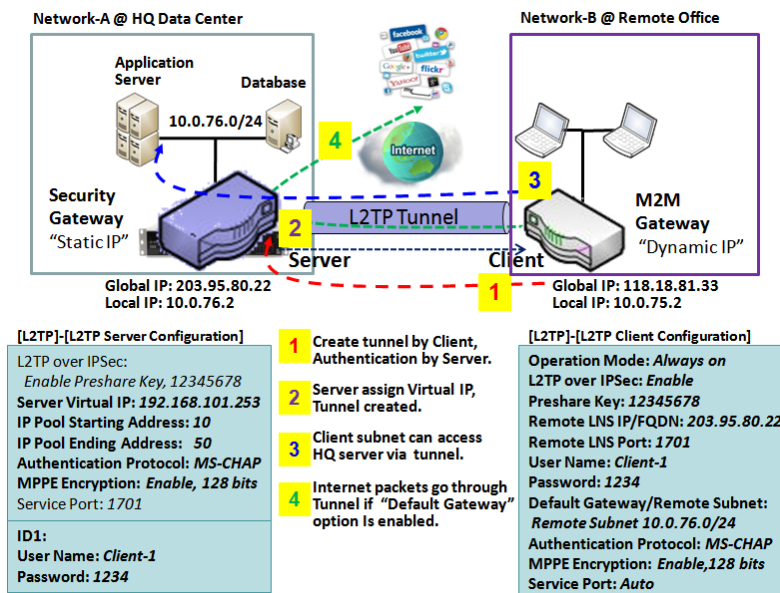 Network-A @ HQ Data Center
Network-B @ Remote Office
Application
Server
Database
10.0.76.0/24
facebook
YouTube
twitter
Google+
flickr
YAHOO!
4
Internet
3
Security
Gateway
"Static IP"
2
L2TP Tunnel
M2M
Gateway
"Dynamic IP"
Server
Client
1
Global IP: 203.95.80.22
Local IP: 10.0.76.2
Global IP: 118.18.81.33
Local IP: 10.0.75.2
[L2TP]-[L2TP Server Configuration]
L2TP over IPSec:
Enable Preshare Key, 12345678
Server Virtual IP: 192.168.101.253
IP Pool Starting Address: 10
IP Pool Ending Address: 50
Authentication Protocol: MS-CHAP
MPPE Encryption: Enable, 128 bits
Service Port: 1701
ID1:
User Name: Client-1
Password: 1234
1 Create tunnel by Client,
Authentication by Server.
2 Server assign Virtual IP,
Tunnel created.
3 Client subnet can access
HQ server via tunnel.
4 Internet packets go through
Tunnel if "Default Gateway"
option Is enabled.
[L2TP]-[L2TP Client Configuration]
Operation Mode: Always on
L2TP over IPSec: Enable
Preshare Key: 12345678
Remote LNS IP/FQDN: 203.95.80.22
Remote LNS Port: 1701
User Name: Client-1
Password: 1234
Default Gateway/Remote Subnet:
Remote Subnet 10.0.76.0/24
Authentication Protocol: MS-CHAP
MPPE Encryption: Enable,128 bits
Service Port: Auto